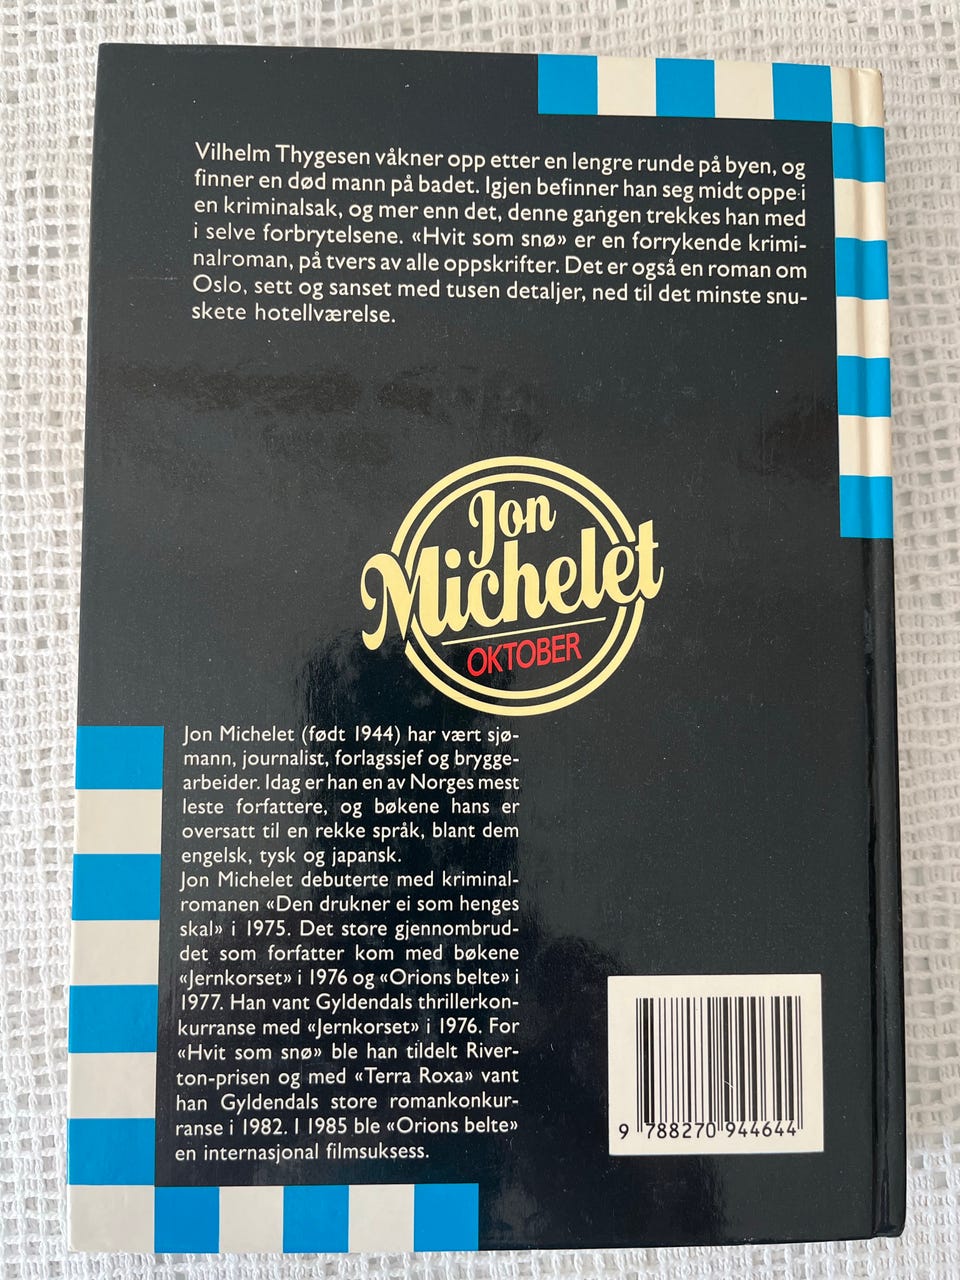 Vilhelm Thygesen våkner opp etter en lengre runde på byen, og
finner en død mann på badet. Igjen befinner han seg midt oppe i
en kriminalsak, og mer enn det, denne gangen trekkes han med
i selve forbrytelsene. «Hvit som snø» er en forrykende krimi-
nalroman, på tvers av alle oppskrifter. Det er også en roman om
Oslo, sett og sanset med tusen detaljer, ned til det minste snu-
skete hotellværelse.
Jon
Michelet
OKTOBER
Jon Michelet (født 1944) har vært sjø-
mann, journalist, forlagssjef og brygge-
arbeider. Idag er han en av Norges mest
leste forfattere, og bøkene hans er
oversatt til en rekke språk, blant dem
engelsk, tysk og japansk.
Jon Michelet debuterte med kriminal-
romanen «Den drukner ei som henges
skal» i 1975. Det store gjennombrud-
det som forfatter kom med bøkene
«Jernkorset» i 1976 og «Orions belte» i
1977. Han vant Gyldendals thrillerkon-
kurranse med «Jernkorset» i 1976. For
«Hvit som snø» ble han tildelt River-
ton-prisen og med «Terra Roxa» vant
han Gyldendals store romankonkur-
ranse i 1982. I 1985 ble «Orions belte»
en internasjonal filmsuksess.
9 788270 944644